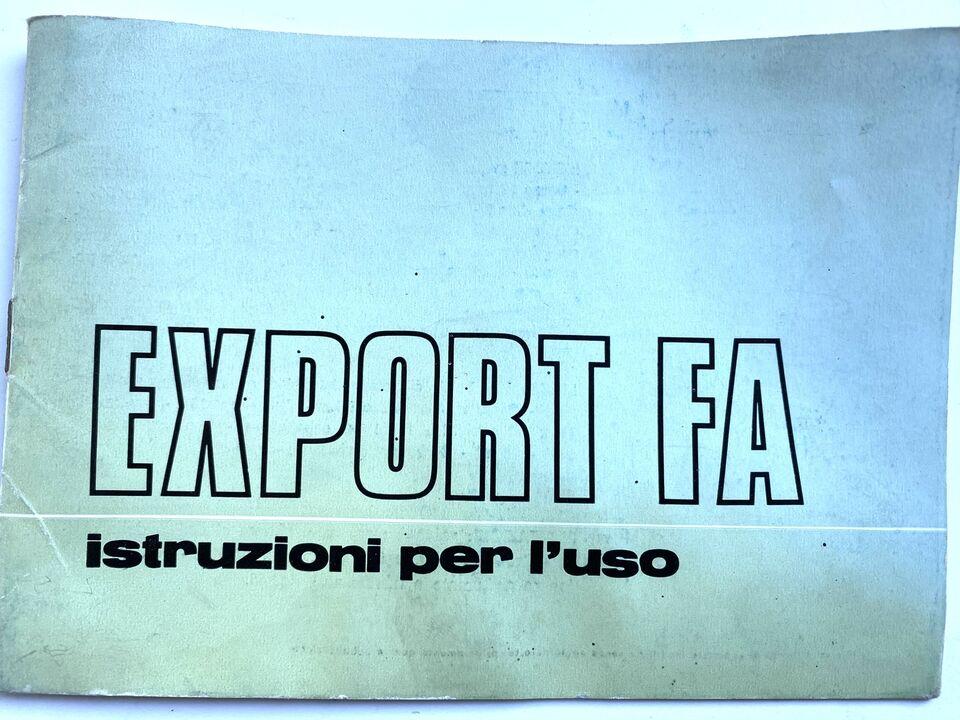 EXPORT FA
istruzioni per l'uso